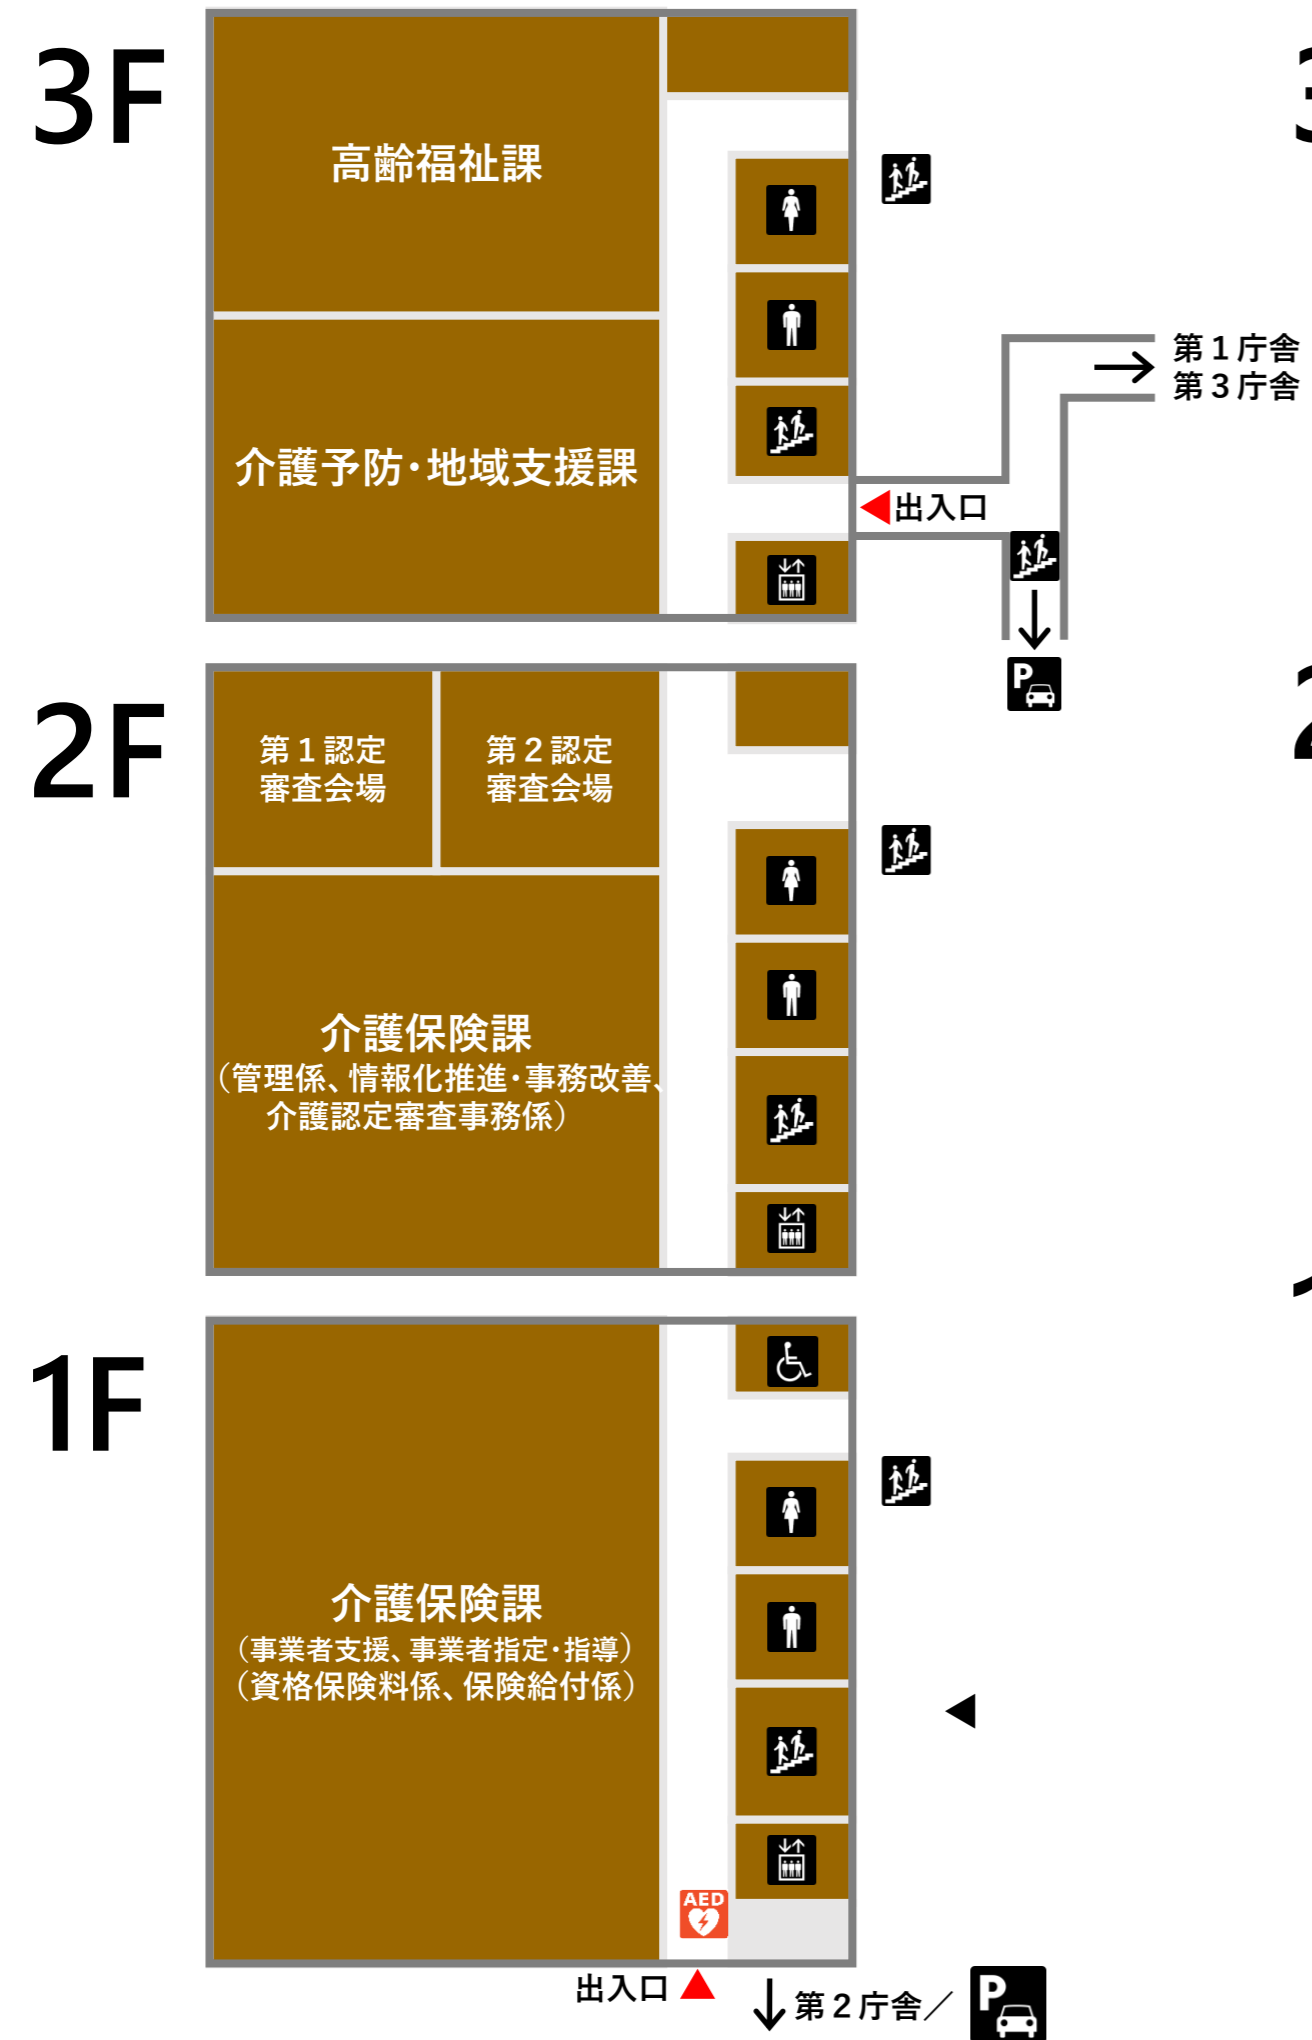 3F
高齢福祉課
第1庁舎
第3庁舎
介護予防・地域支援課
出入口
P
2F
第1認定
審査会場
第2認定
審査会場
介護保険課
（管理係、情報化推進・事務改善、
介護認定審査事務係）
1F
介護保険課
（事業者支援、事業者指定・指導）
（資格保険料係、保険給付係）
AED
出入口
第2庁舎／
P